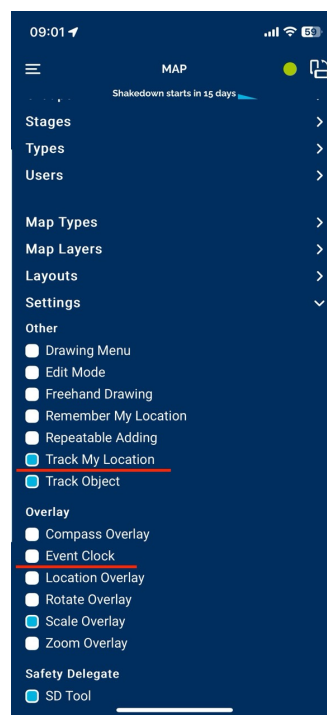 09:01
59
MAP
Shakedown starts in 15 days
Stages
Types
Users
Map Types
Map Layers
Layouts
Settings
Other
Drawing Menu
Edit Mode
Freehand Drawing
Remember My Location
Repeatable Adding
Track My Location
Track Object
Overlay
Compass Overlay
Event Clock
Location Overlay
Rotate Overlay
Scale Overlay
Zoom Overlay
Safety Delegate
SD Tool